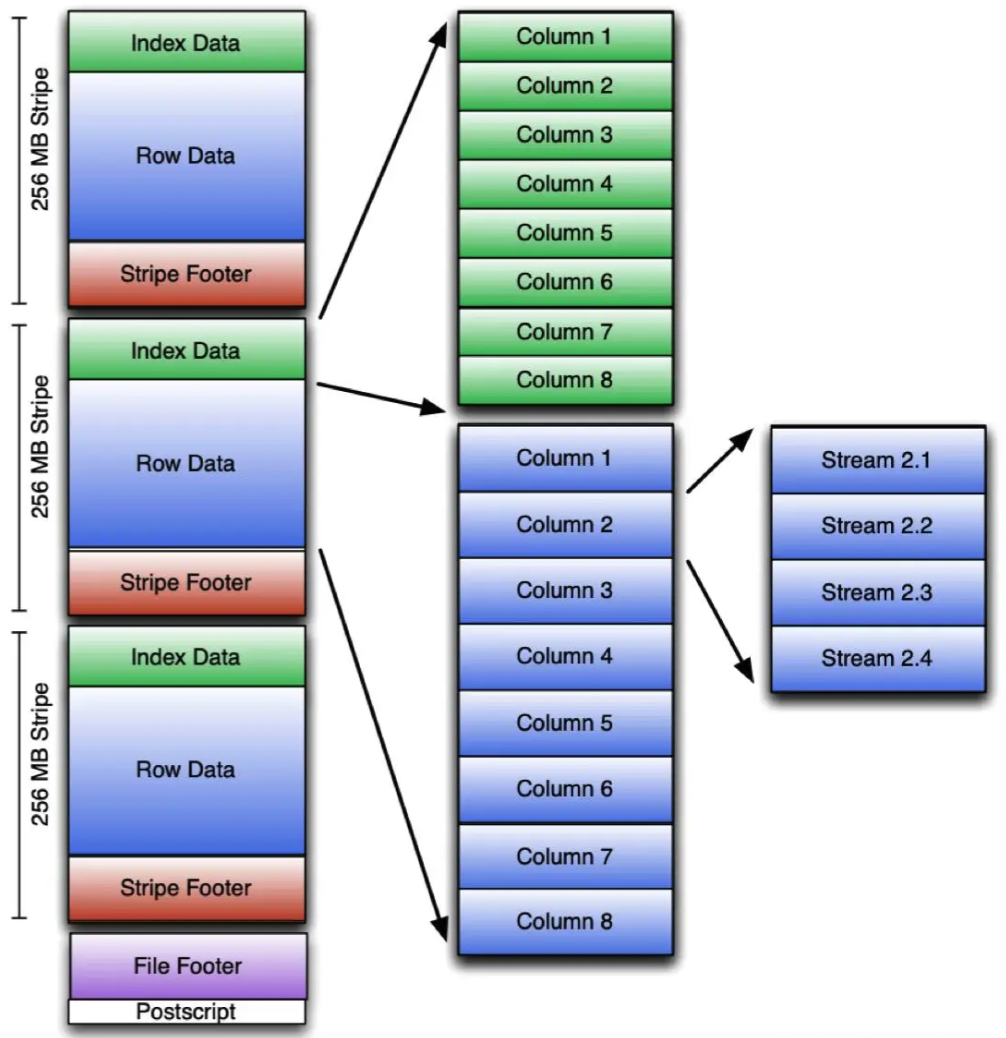 256 MB Stripe
Index Data
Row Data
Stripe Footer
256 MB Stripe
Index Data
Row Data
Stripe Footer
256 MB Stripe
Index Data
Row Data
Stripe Footer
File Footer
Postscript
Column 1
Column 2
Column 3
Column 4
Column 5
Column 6
Column 7
Column 8
Column 1
Column 2
Column 3
Column 4
Column 5
Column 6
Column 7
Column 8
Stream 2.1
Stream 2.2
Stream 2.3
Stream 2.4